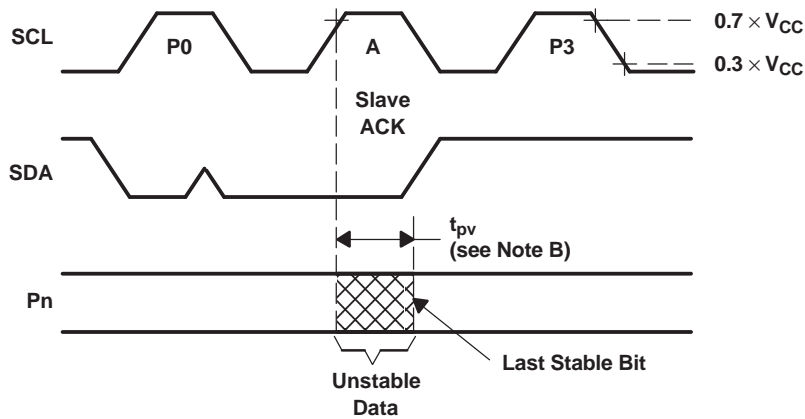 SCL
P0
A
P3
0.7 × VCC
0.3 × VCC
Slave
ACK
SDA
tpv
(see Note B)
Pn
Last Stable Bit
Unstable
Data